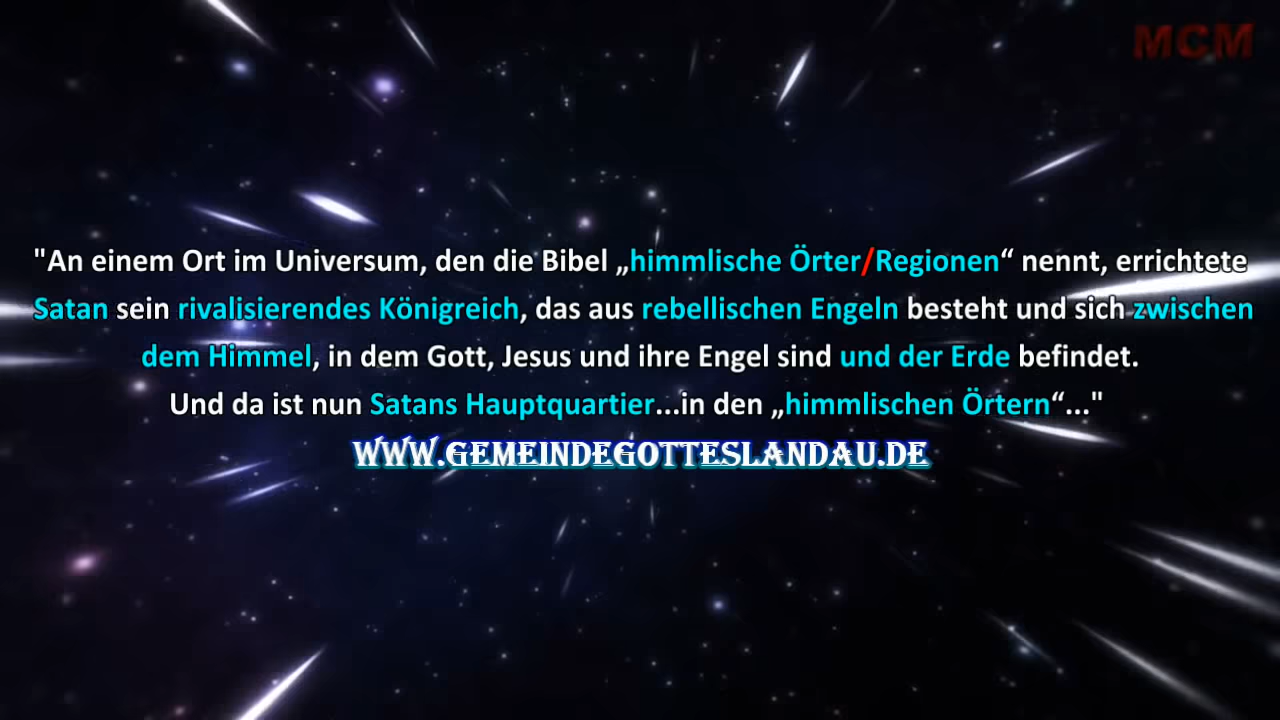 MCM
"An einem Ort im Universum, den die Bibel „himmlische Örter/Regionen“ nennt, errichtete
Satan sein rivalisierendes Königreich, das aus rebellischen Engeln besteht und sich zwischen
dem Himmel, in dem Gott, Jesus und ihre Engel sind und der Erde befindet.
Und da ist nun Satans Hauptquartier...in den „himmlischen Örtern“..."
WWW.GEMEINDEGOTTESLANDAU.DE